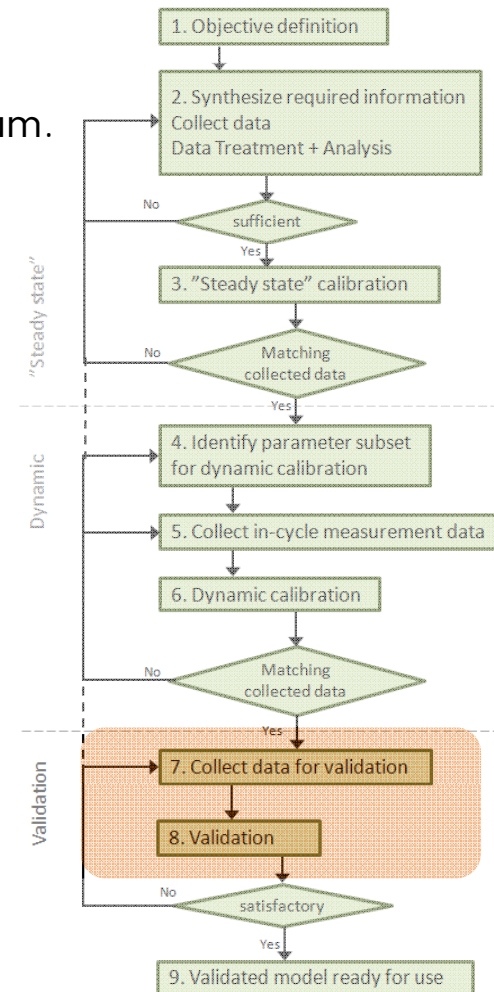 1. Objective definition
um.
2. Synthesize required information
Collect data
Data Treatment + Analysis
No
sufficient
Yes
"Steady state"
3. "Steady state" calibration
No
Matching
collected data
Yes
Dynamic
4. Identify parameter subset
for dynamic calibration
5. Collect in-cycle measurement data
6. Dynamic calibration
No
Matching
collected data
Yes
Validation
7. Collect data for validation
8. Validation
No
satisfactory
Yes
9. Validated model ready for use